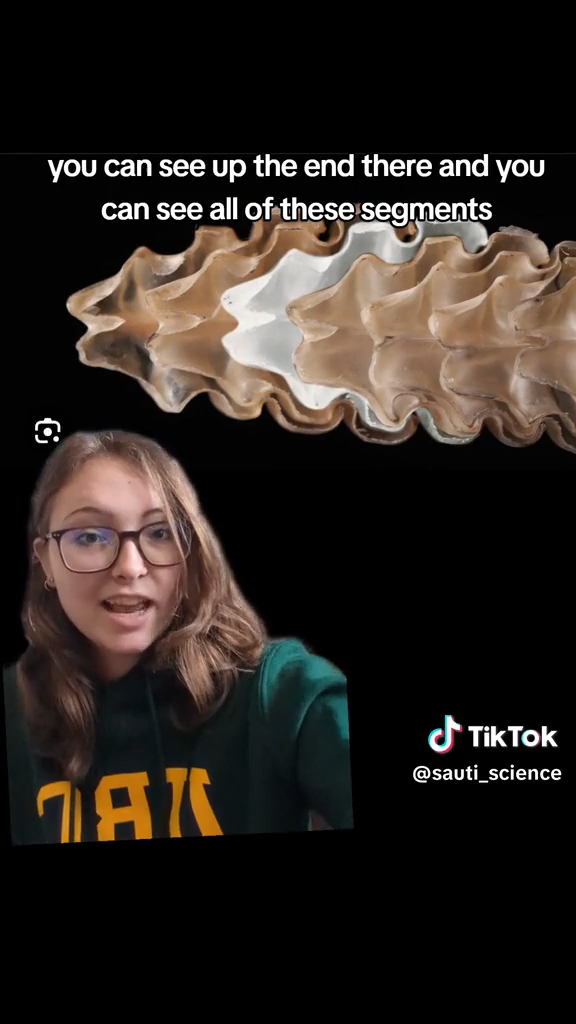 you can see up the end there and you
can see all of these segments
TikTok
@sauti_science